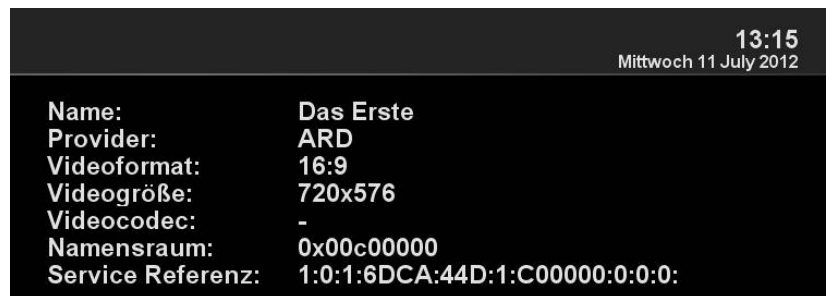 13:15
Mittwoch 11 July 2012
Name: Das Erste
Provider: ARD
Videoformat: 16:9
Videogröße: 720x576
Videocodec: -
Namensraum: 0x00c00000
Service Referenz: 1:0:1:6DCA:44D:1:C00000:0:0:0: